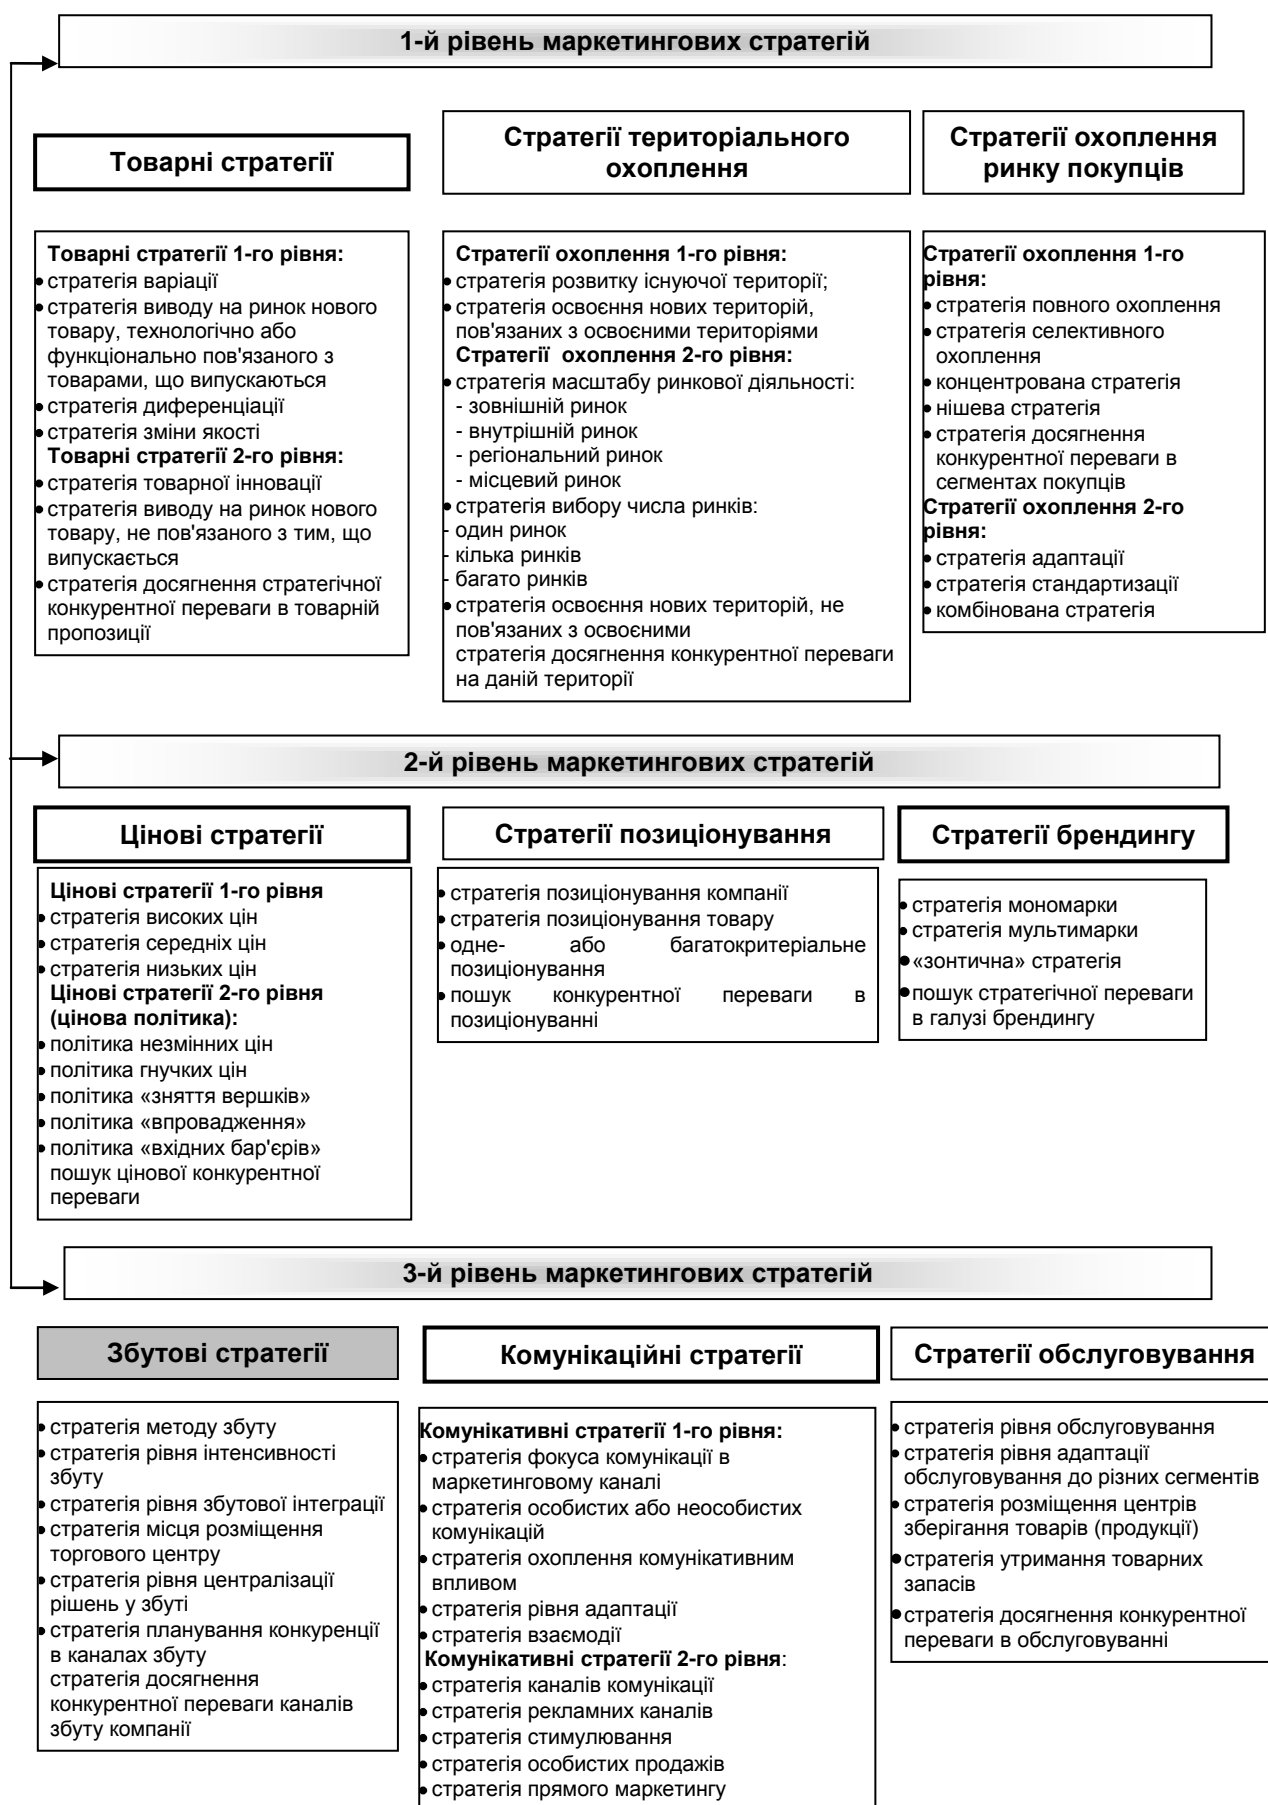 1-й рівень маркетингових стратегій
Товарні стратегії
Стратегії територіального
охоплення
Стратегії охоплення
ринку покупців
Товарні стратегії 1-го рівня:
• стратегія варіації
• стратегія виводу на ринок нового
товару, технологічно або
функціонально пов'язаного з
товарами, що випускаються
• стратегія диференціації
• стратегія зміни якості
Товарні стратегії 2-го рівня:
• стратегія товарної інновації
• стратегія виводу на ринок нового
товару, не пов'язаного з тим, що
випускається
• стратегія досягнення стратегічної
конкурентної переваги в товарній
пропозиції
Стратегії охоплення 1-го рівня:
• стратегія розвитку існуючої території;
• стратегія освоєння нових територій,
пов'язаних з освоєними територіями
Стратегії охоплення 2-го рівня:
• стратегія масштабу ринкової діяльності:
- зовнішній ринок
- внутрішній ринок
- регіональний ринок
- місцевий ринок
• стратегія вибору числа ринків:
- один ринок
- кілька ринків
- багато ринків
• стратегія освоєння нових територій, не
пов'язаних з освоєними
стратегія досягнення конкурентної переваги
на даній території
Стратегії охоплення 1-го
рівня:
• стратегія повного охоплення
• стратегія селективного
охоплення
• концентрована стратегія
• нішева стратегія
• стратегія досягнення
конкурентної переваги в
сегментах покупців
Стратегії охоплення 2-го
рівня:
• стратегія адаптації
• стратегія стандартизації
• комбінована стратегія
2-й рівень маркетингових стратегій
Цінові стратегії
Стратегії позиціонування
Стратегії брендингу
Цінові стратегії 1-го рівня
• стратегія високих цін
• стратегія середніх цін
• стратегія низьких цін
Цінові стратегії 2-го рівня
(цінова політика):
• політика незмінних цін
• політика гнучких цін
• політика «зняття вершків»
• політика «впровадження»
• політика «вхідних бар'єрів»
пошук цінової конкурентної
переваги
• стратегія позиціонування компанії
• стратегія позиціонування товару
• одне- або багатокритеріальне
позиціонування
• пошук конкурентної переваги в
позиціонуванні
• стратегія мономарки
• стратегія мультимарки
• «зонтична» стратегія
• пошук стратегічної переваги
в галузі брендингу
3-й рівень маркетингових стратегій
Збутові стратегії
Комунікаційні стратегії
Стратегії обслуговування
• стратегія методу збуту
• стратегія рівня інтенсивності
збуту
• стратегія рівня збутової інтеграції
• стратегія місця розміщення
торгового центру
• стратегія рівня централізації
рішень у збуті
• стратегія планування конкуренції
в каналах збуту
стратегія досягнення
конкурентної переваги каналів
збуту компанії
Комунікативні стратегії 1-го рівня:
• стратегія фокуса комунікації в
маркетинговому каналі
• стратегія особистих або неособистих
комунікацій
• стратегія охоплення комунікативним
впливом
• стратегія рівня адаптації
• стратегія взаємодії
Комунікативні стратегії 2-го рівня:
• стратегія каналів комунікації
• стратегія рекламних каналів
• стратегія стимулювання
• стратегія особистих продажів
• стратегія прямого маркетингу
• стратегія рівня обслуговування
• стратегія рівня адаптації
обслуговування до різних сегментів
• стратегія розміщення центрів
зберігання товарів (продукції)
• стратегія утримання товарних
запасів
• стратегія досягнення конкурентної
переваги в обслуговуванні